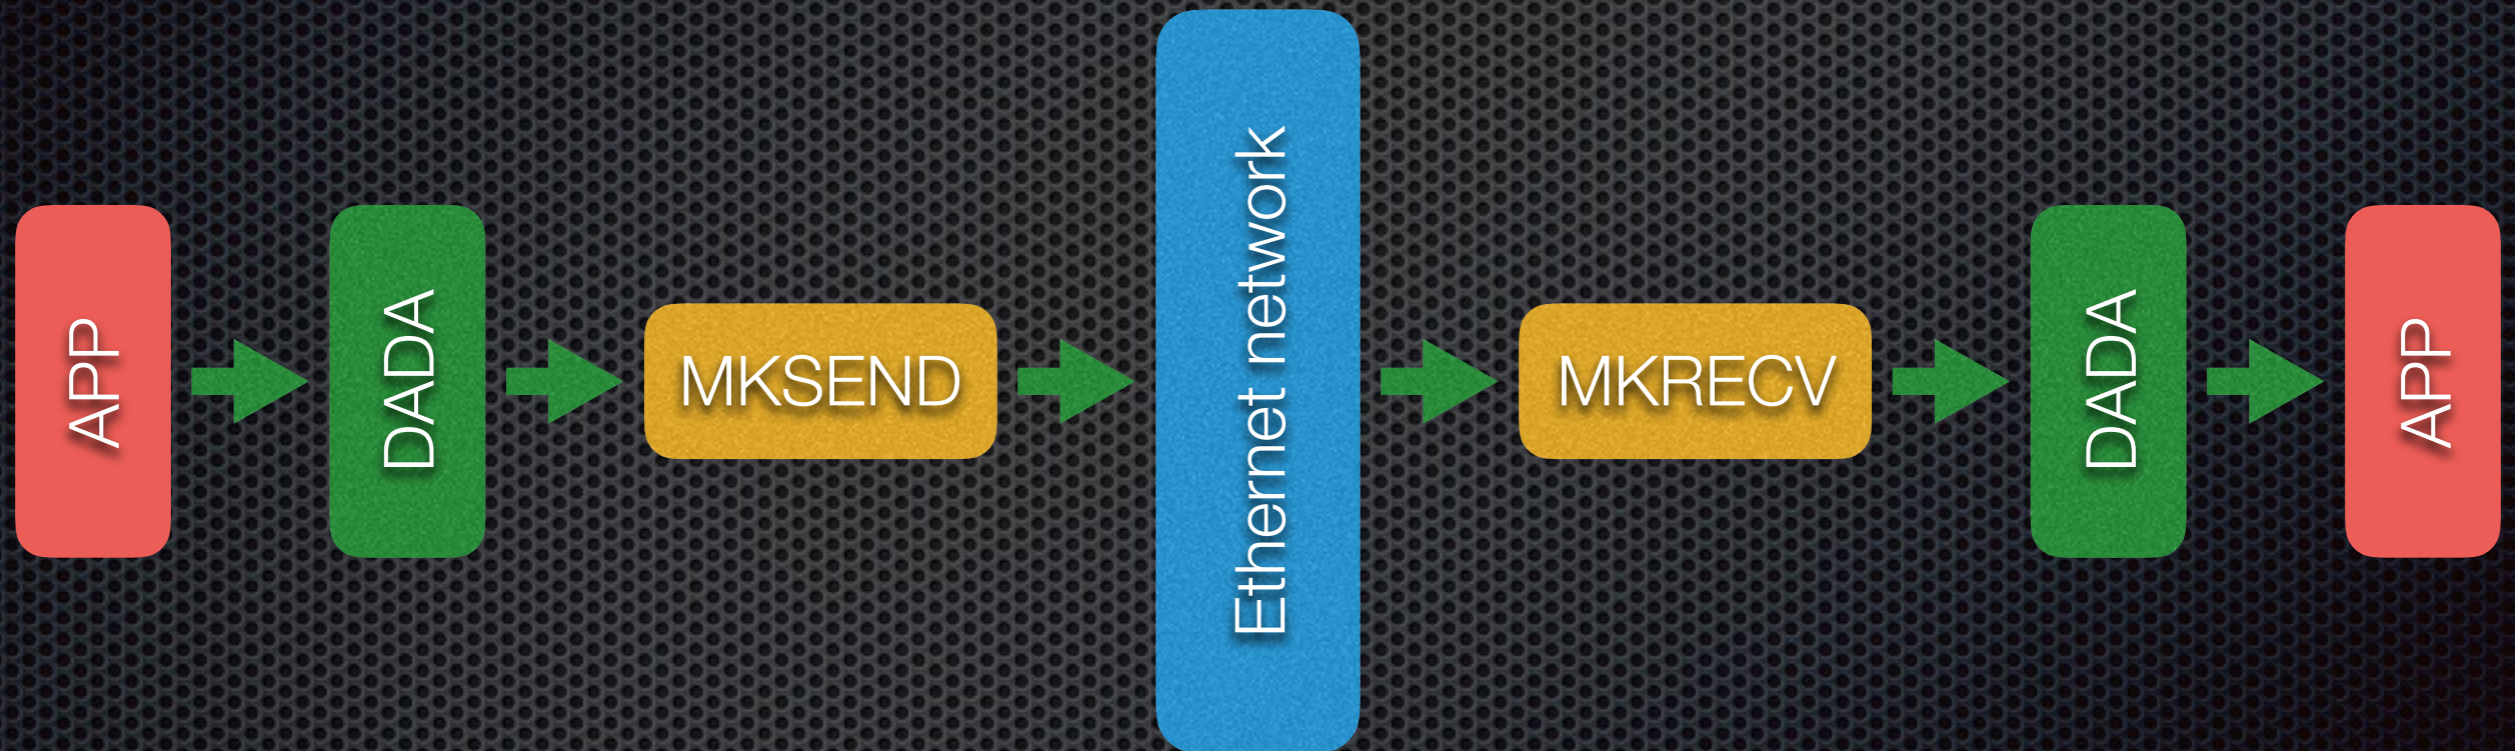 APP
DADA
MKSEND
Ethernet network
MKRECV
DADA
APP